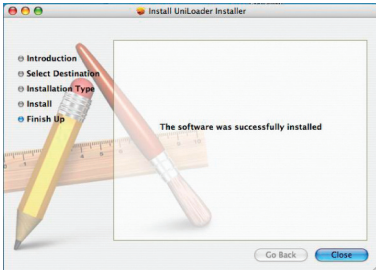 Install UniLoader Installer
Introduction
Select Destination
Installation Type
Install
Finish Up
The software was successfully installed
Go Back
Close